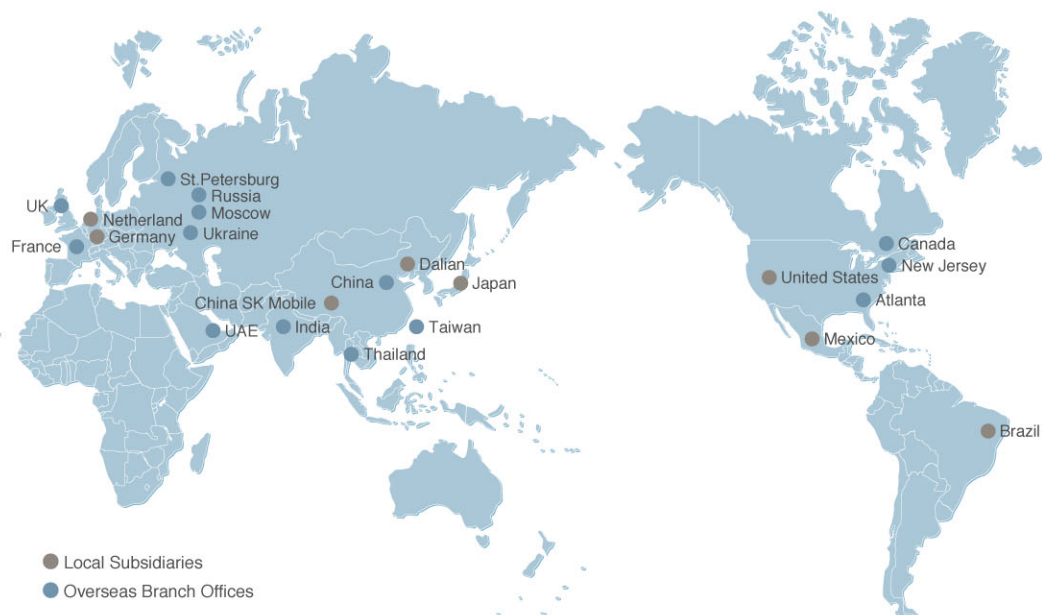 St.Petersburg
Russia
UK
Moscow
Netherland
Ukraine
Germany
France
Dalian
China
Japan
China SK Mobile
UAE
India
Taiwan
Thailand
Canada
New Jersey
United States
Atlanta
Mexico
Brazil
Local Subsidiaries
Overseas Branch Offices